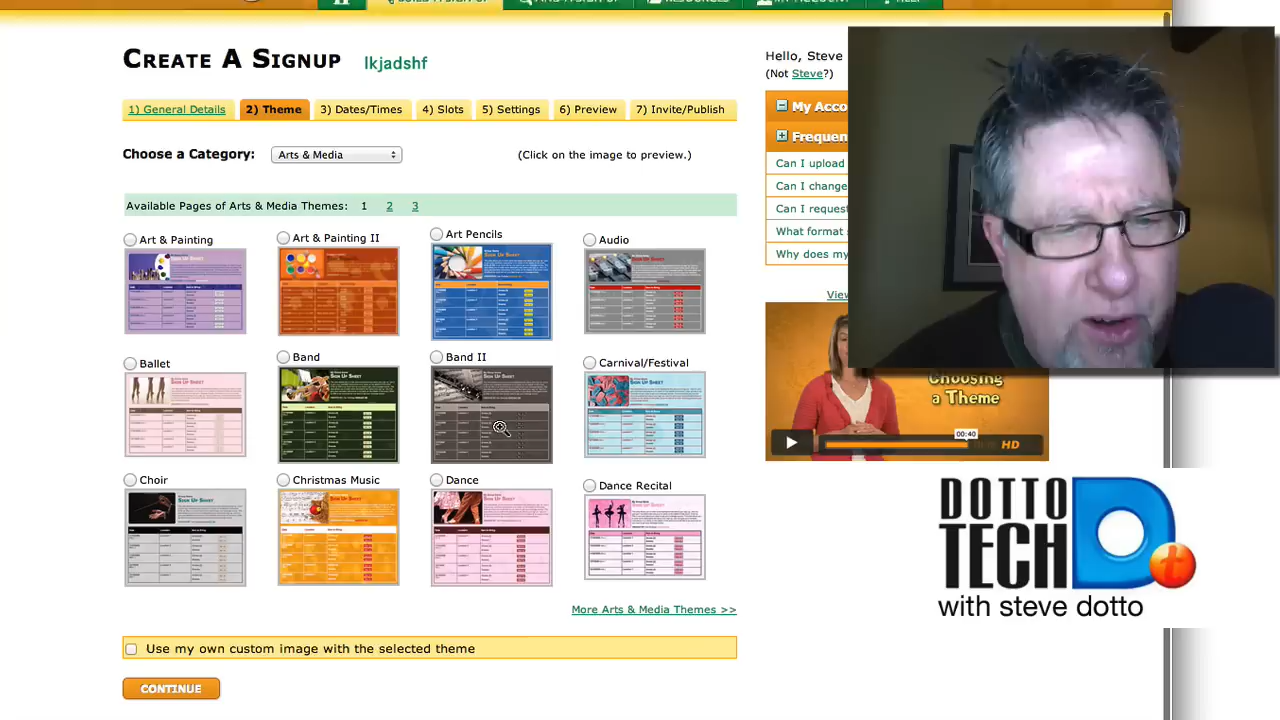 CREATE A SIGNUP lkjadshf
1) General Details 2) Theme 3) Dates/Times 4) Slots 5) Settings 6) Preview 7) Invite/Publish
Choose a Category: Arts & Media (Click on the image to preview.)
Available Pages of Arts & Media Themes: 1 2 3
Art & Painting
Art & Painting II
Art Pencils
Audio
Ballet
Band
Band II
Carnival/Festival
Choir
Christmas Music
Dance
Dance Recital
More Arts & Media Themes >>
Use my own custom image with the selected theme
CONTINUE
Hello, Steve
(Not Steve?)
My Acco
Frequen
Can I upload
Can I change
Can I request
What format
Why does my
View
Choosing
a Theme
00:40
HD
DOTTO
TECH
D
t
with steve dotto